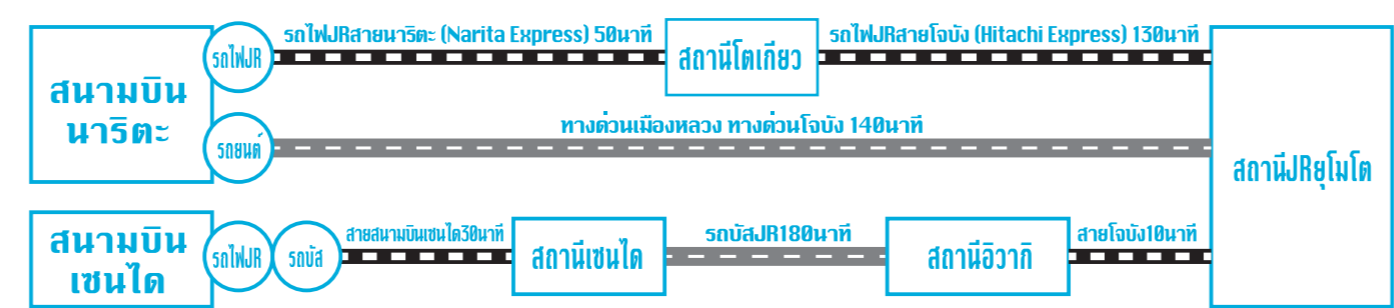 สนามบิน
นาริตะ
รถไฟJR
รถไฟJRสายนาริตะ (Narita Express) 50นาที
สถานีโตเกียว
รถไฟJRสายโจบัง (Hitachi Express) 130นาที
รถยนต์
ทางด่วนเมืองหลวง ทางด่วนโจบัง 140นาที
สถานีJRยุโมโต
สนามบิน
เซนได
รถไฟJR
รถบัส
สายสนามบินเซนได30นาที
สถานีเซนได
รถบัสJR180นาที
สถานีอิวากิ
สายโจบัง10นาที